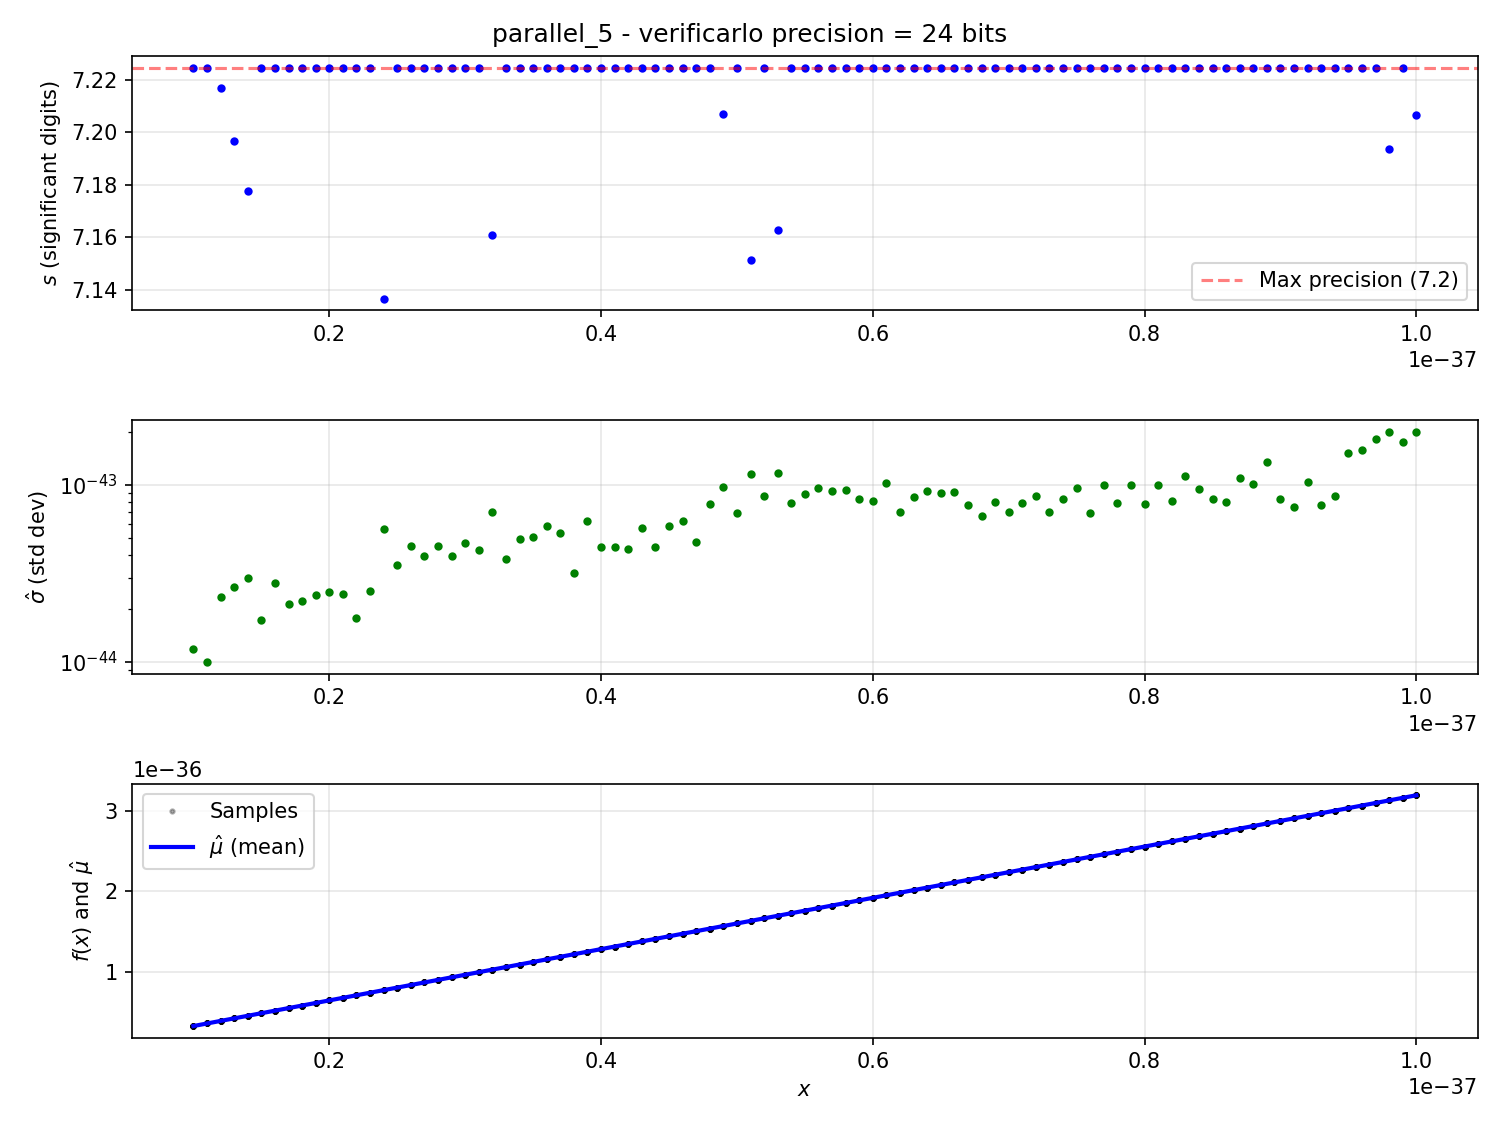 parallel_5 - verificarlo precision = 24 bits
s (significant digits)
7.22
7.20
7.18
7.16
7.14
Max precision (7.2)
0.2 0.4 0.6 0.8 1.0
1e−37
σ̂ (std dev)
10⁻⁴³
10⁻⁴⁴
0.2 0.4 0.6 0.8 1.0
1e−37
1e−36
f(x) and μ̂
3
2
1
Samples
μ̂ (mean)
0.2 0.4 0.6 0.8 1.0
x
1e−37